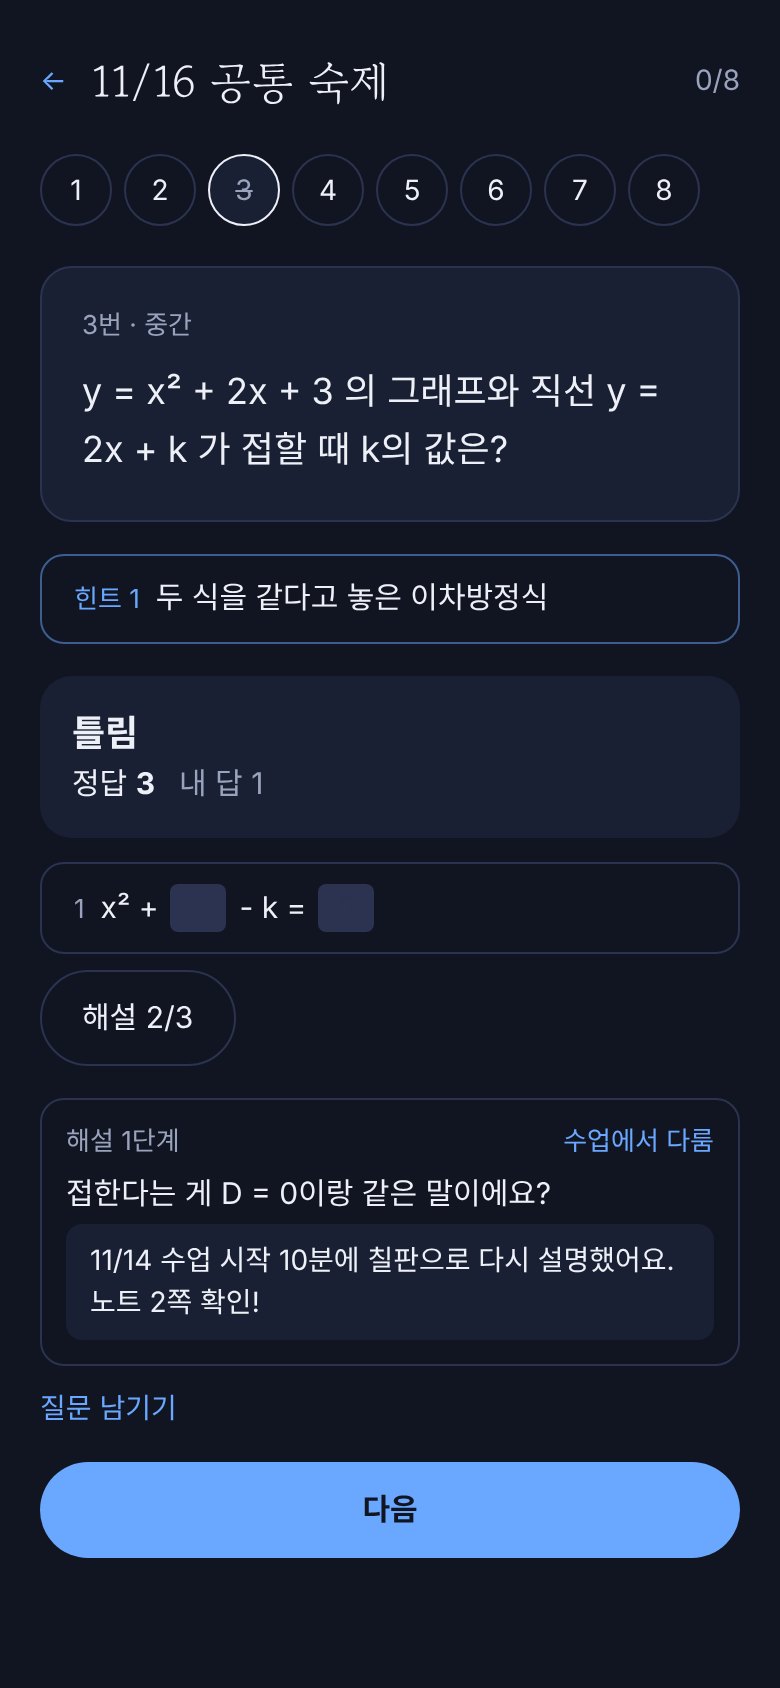 ← 11/16 공통 숙제 0/8
1 2 3 4 5 6 7 8
3번 · 중간
y = x² + 2x + 3 의 그래프와 직선 y =
2x + k 가 접할 때 k의 값은?
힌트 1 두 식을 같다고 놓은 이차방정식
틀림
정답 3 내 답 1
1 x² + - k =
해설 2/3
해설 1단계 수업에서 다룸
접한다는 게 D = 0이랑 같은 말이에요?
11/14 수업 시작 10분에 칠판으로 다시 설명했어요.
노트 2쪽 확인!
질문 남기기
다음